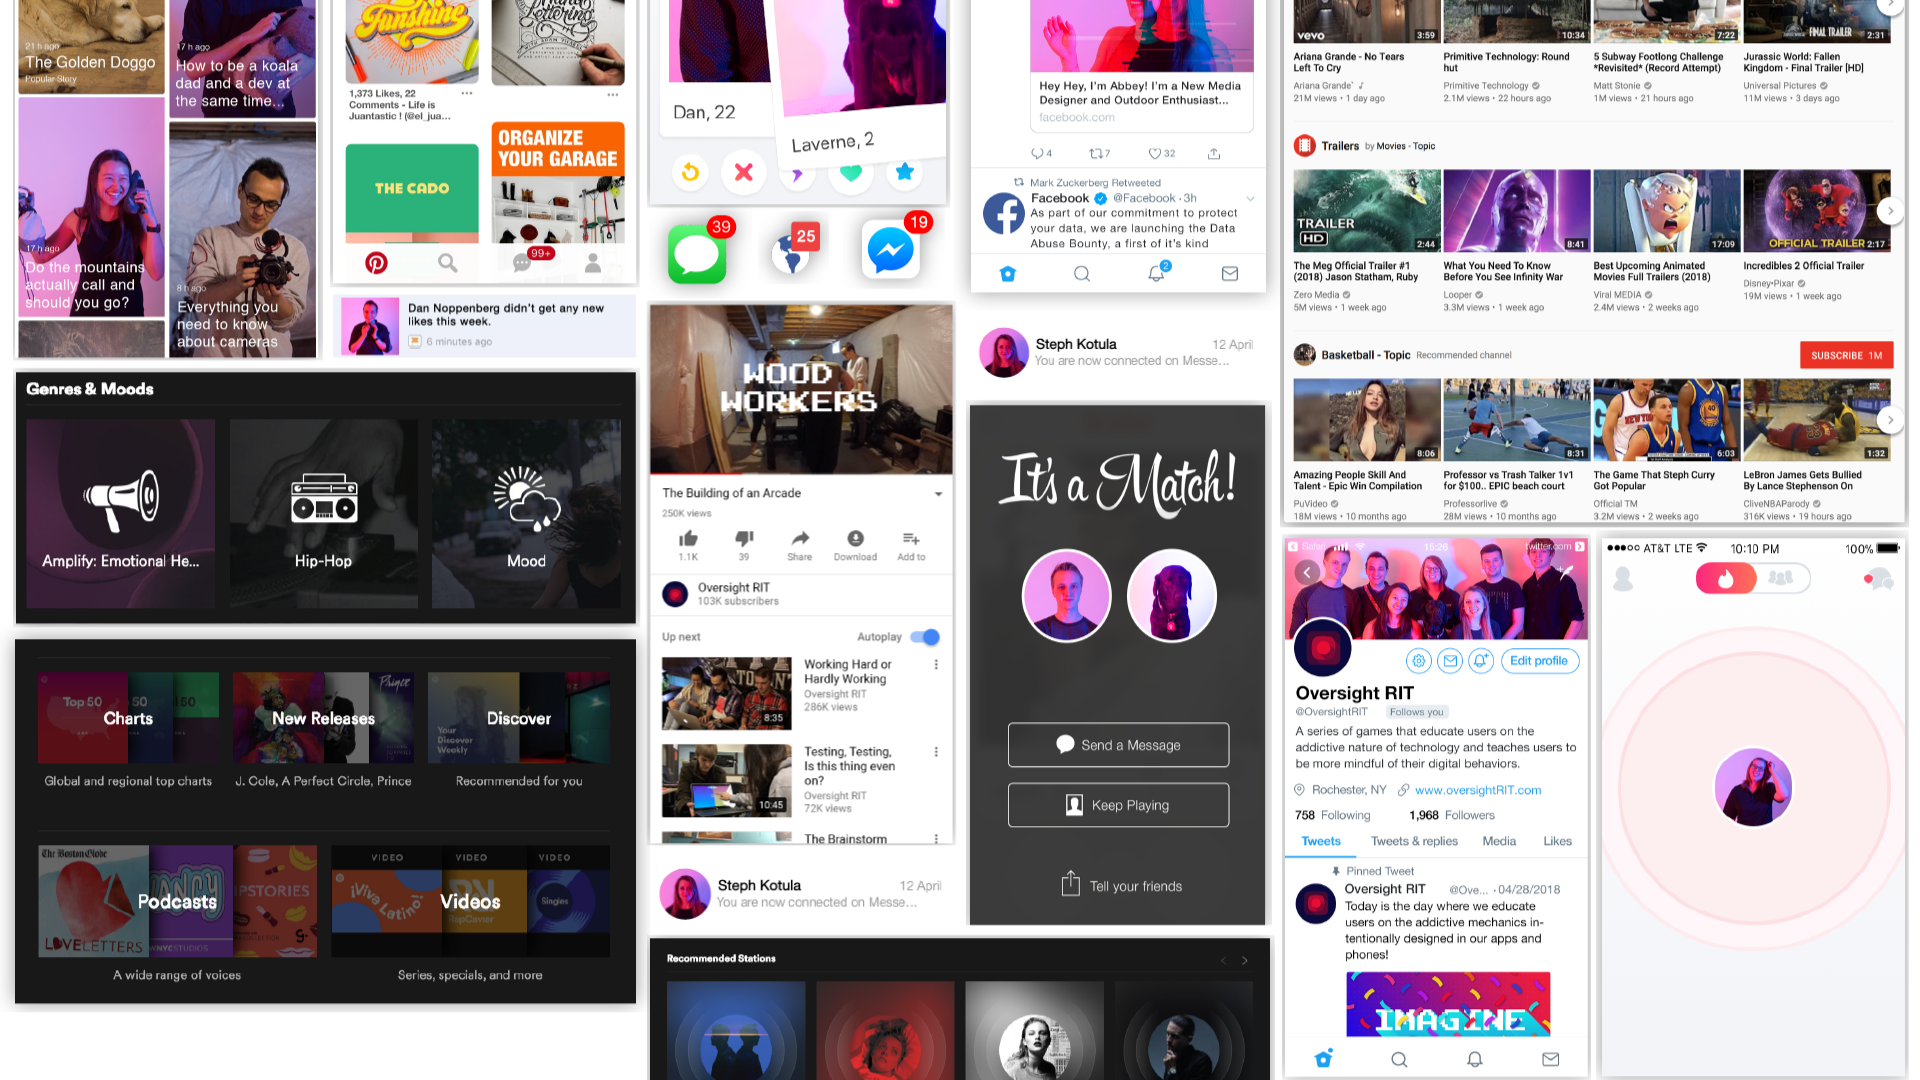 21 h ago
The Golden Doggo
Popular Story
17 h ago
How to be a koala
dad and a dev at
the same time...
17 h ago
Do the mountains
actually call and
should you go?
8 h ago
Everything you
need to know
about cameras
Funshine
Lettering
1,373 Likes, 22
Comments - Life is
Juantastic ! (@el_jua...
THE CADO
ORGANIZE
YOUR GARAGE
99+
Dan Noppenberg didn't get any new
likes this week.
6 minutes ago
Genres & Moods
Amplify: Emotional He...
Hip-Hop
Mood
Top 50
50
50
Charts
Global and regional top charts
Prince
New Releases
J. Cole, A Perfect Circle, Prince
Your
Discover
Weekly
Discover
Recommended for you
The Boston Globe
LOVELETTERS
WNYCSTUDIOS
Podcasts
A wide range of voices
VIDEO
VIDEO
VIDEO
¡Viva Latino!
RapCaviar
Singles
Videos
Series, specials, and more
Dan, 22
Laverne, 2
39
25
19
WOOD
WORKERS
The Building of an Arcade
250K views
1.1K
39
Share
Download
Add to
Oversight RIT
103K subscribers
Up next
Autoplay
Working Hard or
Hardly Working
Oversight RIT
286K views
8:35
Testing, Testing,
Is this thing even
on?
Oversight RIT
72K views
10:45
The Brainstorm
Steph Kotula
12 April
You are now connected on Messe...
Recommended Stations
Hey Hey, I'm Abbey! I'm a New Media
Designer and Outdoor Enthusiast...
facebook.com
4
7
32
Mark Zuckerberg Retweeted
Facebook @Facebook · 3h
As part of our commitment to protect
your data, we are launching the Data
Abuse Bounty, a first of it's kind
2
Steph Kotula
12 April
You are now connected on Messe...
It's a Match!
Send a Message
Keep Playing
Tell your friends
vevo
3:59
10:34
7:22
FINAL TRAILER
2:31
Ariana Grande - No Tears
Left To Cry
Ariana Grande
21M views • 1 day ago
Primitive Technology: Round
hut
Primitive Technology
2.1M views • 22 hours ago
5 Subway Footlong Challenge
*Revisited* (Record Attempt)
Matt Stonie
1M views • 21 hours ago
Jurassic World: Fallen
Kingdom - Final Trailer [HD]
Universal Pictures
11M views • 3 days ago
Trailers by Movies - Topic
TRAILER
HD
2:44
8:41
17:09
OFFICIAL TRAILER 2:17
The Meg Official Trailer #1
(2018) Jason Statham, Ruby
Zero Media
5M views • 1 week ago
What You Need To Know
Before You See Infinity War
Looper
3.3M views • 1 week ago
Best Upcoming Animated
Movies Full Trailers (2018)
Viral MEDIA
2.4M views • 2 weeks ago
Incredibles 2 Official Trailer
Disney•Pixar
19M views • 1 week ago
Basketball - Topic Recommended channel
SUBSCRIBE 1M
8:06
8:31
6:03
1:32
Amazing People Skill And
Talent - Epic Win Compilation
PuVideo
18M views • 10 months ago
Professor vs Trash Talker 1v1
for $100.. EPIC beach court
Professorlive
28M views • 10 months ago
The Game That Steph Curry
Got Popular
Official TM
3.2M views • 2 weeks ago
LeBron James Gets Bullied
By Lance Stephenson On
CliveNBAParody
316K views • 19 hours ago
Safari
15:26
twitter.com
Edit profile
Oversight RIT
@OversightRIT Follows you
A series of games that educate users on the
addictive nature of technology and teaches users to
be more mindful of their digital behaviors.
Rochester, NY www.oversightRIT.com
758 Following 1,968 Followers
Tweets Tweets & replies Media Likes
Pinned Tweet
Oversight RIT @Ove... · 04/28/2018
Today is the day where we educate
users on the addictive mechanics in-
tentionally designed in our apps and
phones!
IMAGINE
AT&T LTE 10:10 PM 100%